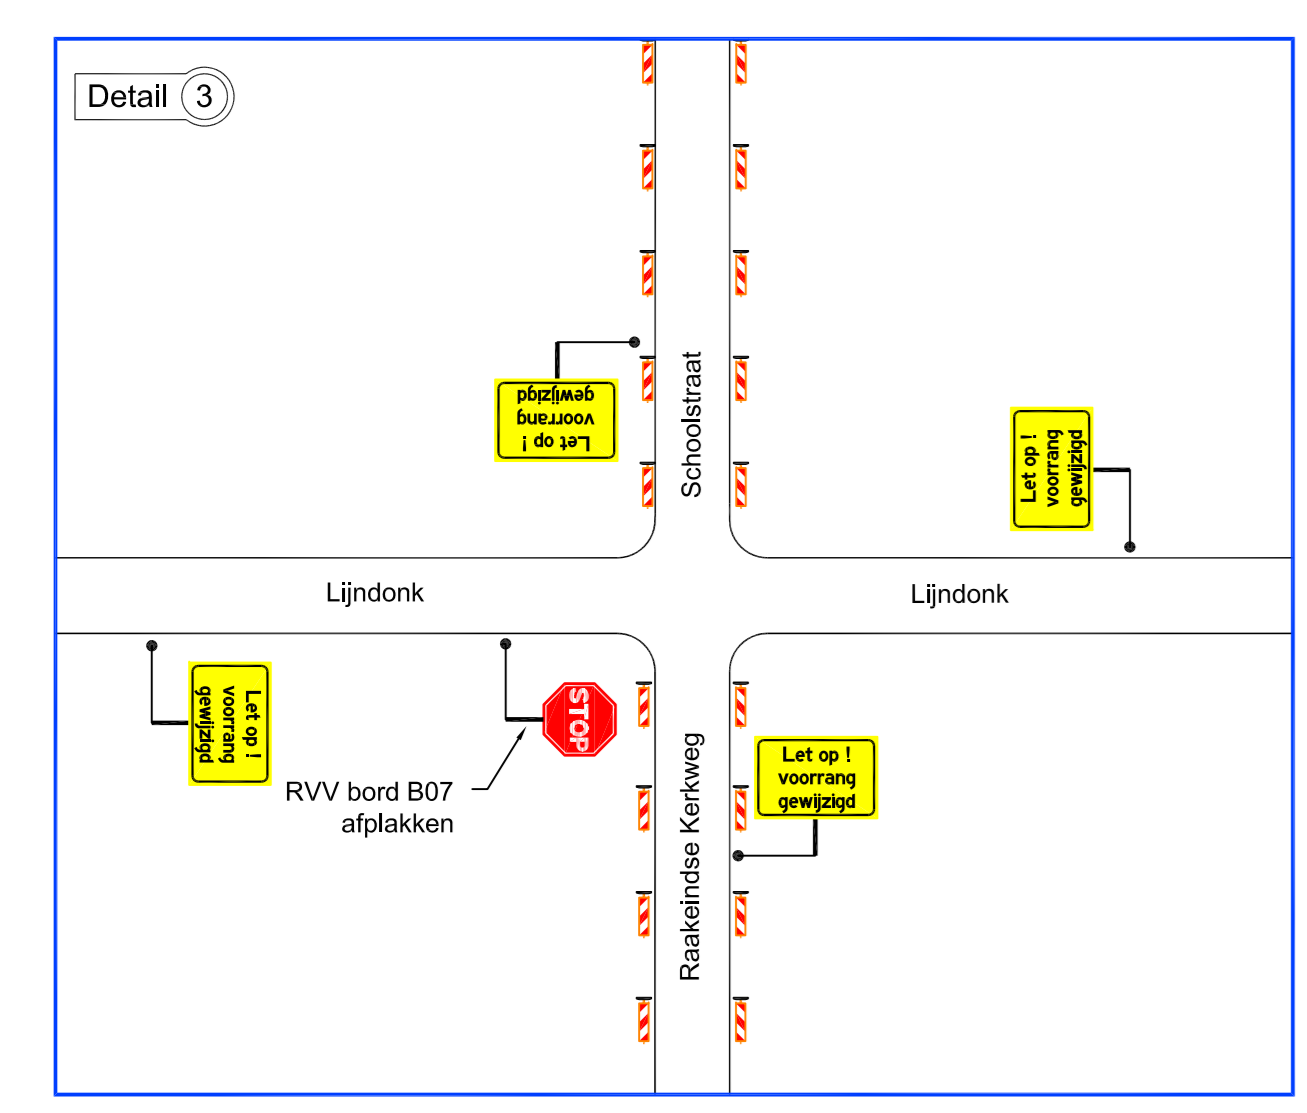 Detail 3
Let op !
voorrang
gewijzigd
Schoolstraat
Let op !
voorrang
gewijzigd
Lijndonk
Lijndonk
Let op !
voorrang
gewijzigd
STOP
RVV bord B07
afplakken
Raakeindse Kerkweg
Let op !
voorrang
gewijzigd